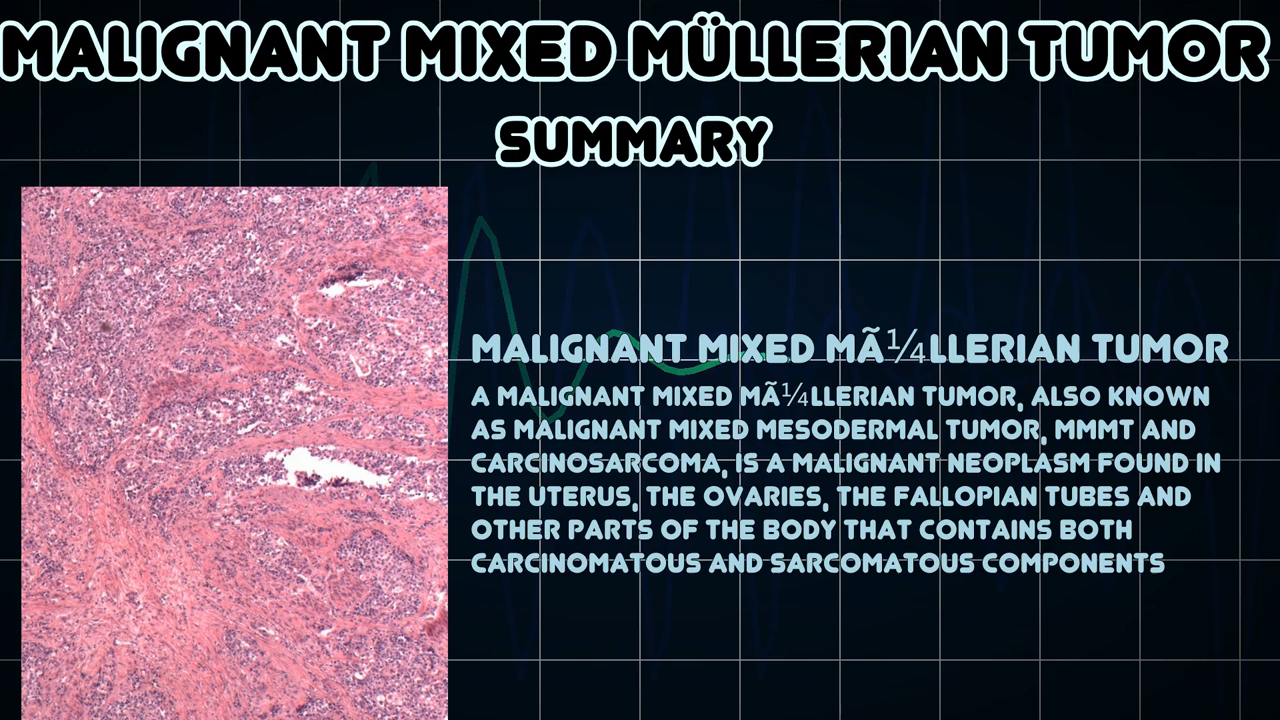 MALIGNANT MIXED MÜLLERIAN TUMOR
SUMMARY
MALIGNANT MIXED MÃ¼LLERIAN TUMOR
A MALIGNANT MIXED MÃ¼LLERIAN TUMOR, ALSO KNOWN
AS MALIGNANT MIXED MESODERMAL TUMOR, MMMT AND
CARCINOSARCOMA, IS A MALIGNANT NEOPLASM FOUND IN
THE UTERUS, THE OVARIES, THE FALLOPIAN TUBES AND
OTHER PARTS OF THE BODY THAT CONTAINS BOTH
CARCINOMATOUS AND SARCOMATOUS COMPONENTS